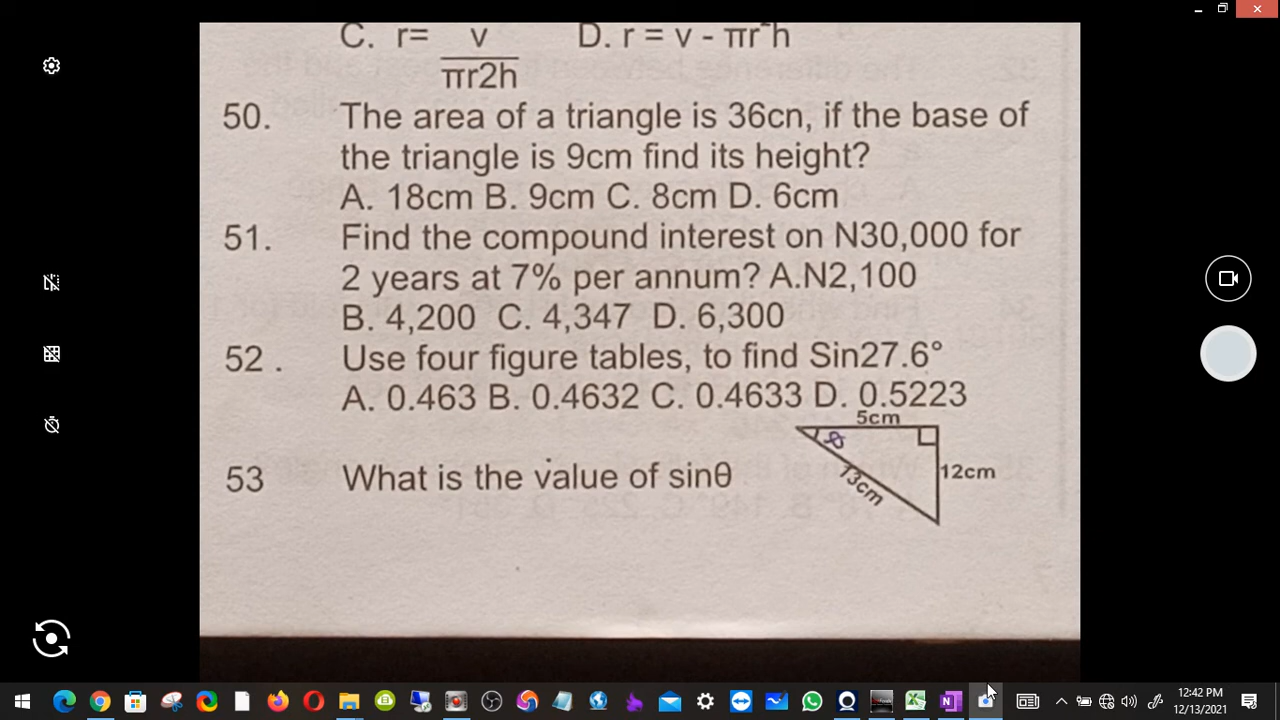 C. r= v D. r = v - πr²h
πr2h
50. The area of a triangle is 36cn, if the base of
the triangle is 9cm find its height?
A. 18cm B. 9cm C. 8cm D. 6cm
51. Find the compound interest on N30,000 for
2 years at 7% per annum? A.N2,100
B. 4,200 C. 4,347 D. 6,300
52 . Use four figure tables, to find Sin27.6°
A. 0.463 B. 0.4632 C. 0.4633 D. 0.5223
5cm
53 What is the value of sinθ
13cm
12cm
12:42 PM
12/13/2021